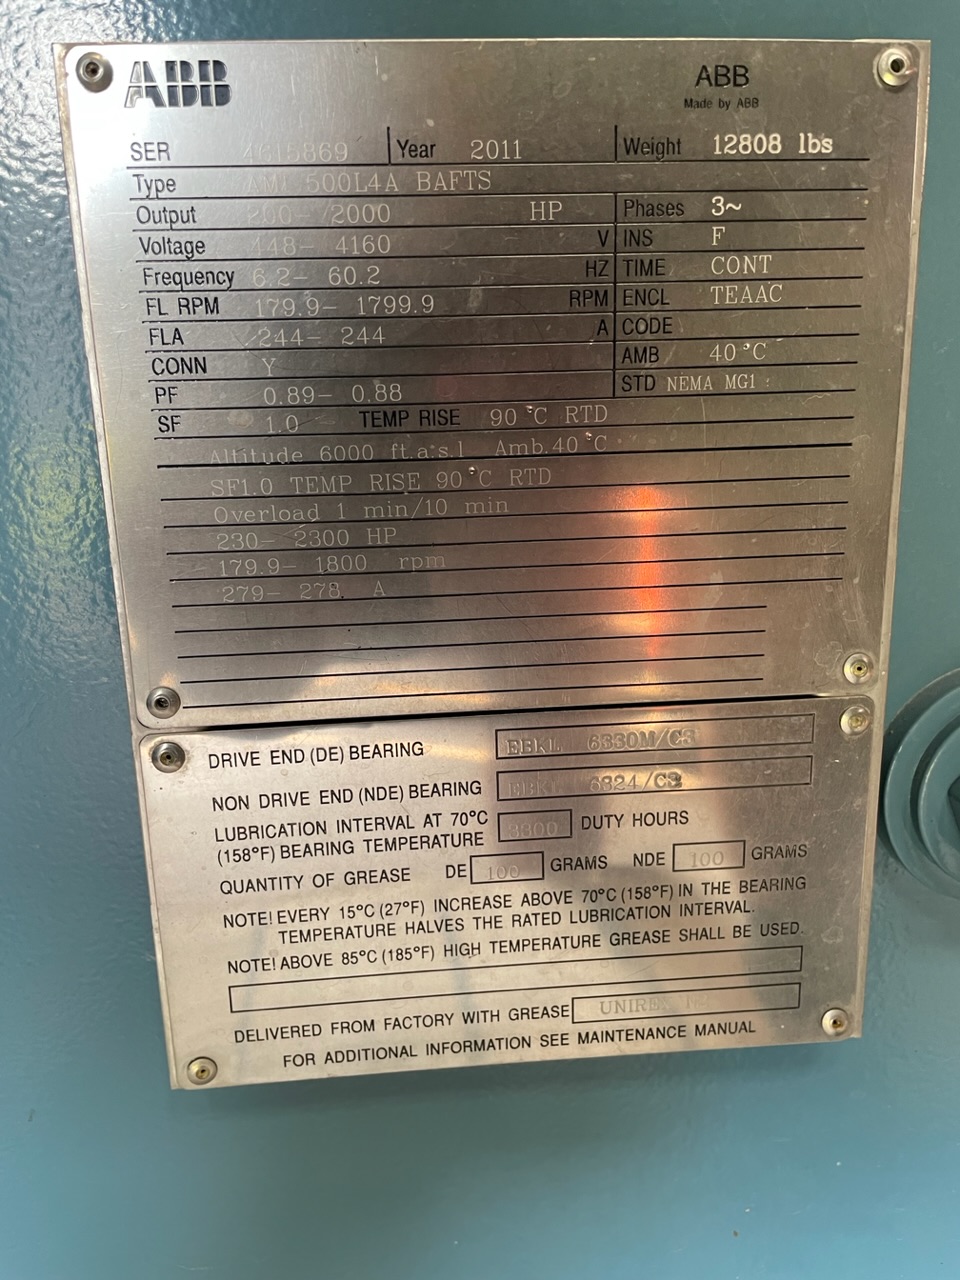 ABB ABB
Made by ABB
SER 4615869 Year 2011 Weight 12808 lbs
Type AMI 500L4A BAFTS
Output 200- 2000 HP Phases 3~
Voltage 448- 4160 V INS F
Frequency 6.2- 60.2 HZ TIME CONT
FL RPM 179.9- 1799.9 RPM ENCL TEAAC
FLA 244- 244 A CODE
CONN Y AMB 40°C
PF 0.89- 0.88 STD NEMA MG1
SF 1.0 TEMP RISE 90°C RTD
Altitude 6000 ft.a.s.l Amb.40°C
SF1.0 TEMP RISE 90°C RTD
Overload 1 min/10 min
230- 2300 HP
179.9- 1800 rpm
279- 278 A
DRIVE END (DE) BEARING EBKL 6330M/C3
NON DRIVE END (NDE) BEARING EBKL 6324/C3
LUBRICATION INTERVAL AT 70°C
(158°F) BEARING TEMPERATURE 3300 DUTY HOURS
QUANTITY OF GREASE DE 100 GRAMS NDE 100 GRAMS
NOTE! EVERY 15°C (27°F) INCREASE ABOVE 70°C (158°F) IN THE BEARING
TEMPERATURE HALVES THE RATED LUBRICATION INTERVAL.
NOTE! ABOVE 85°C (185°F) HIGH TEMPERATURE GREASE SHALL BE USED.
DELIVERED FROM FACTORY WITH GREASE UNIREX
FOR ADDITIONAL INFORMATION SEE MAINTENANCE MANUAL